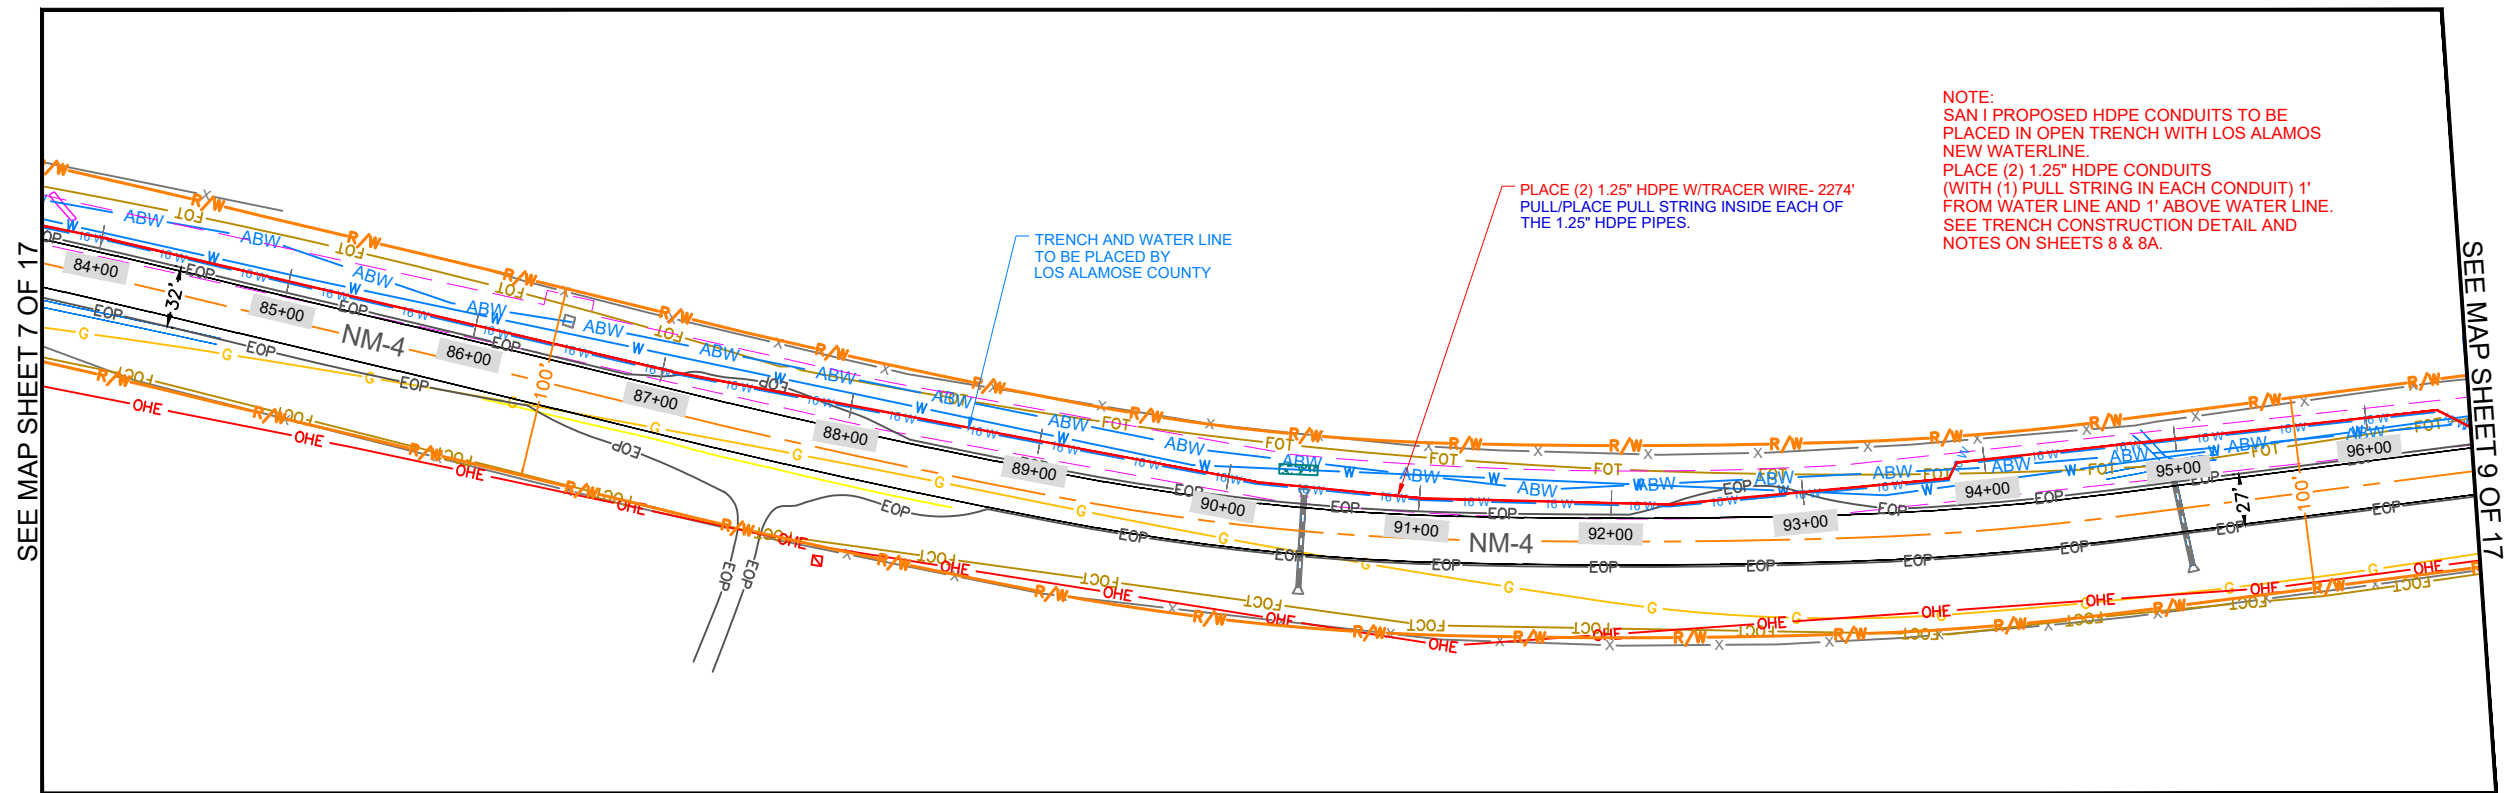 SEE MAP SHEET 7 OF 17
NOTE:
SAN I PROPOSED HDPE CONDUITS TO BE
PLACED IN OPEN TRENCH WITH LOS ALAMOS
NEW WATERLINE.
PLACE (2) 1.25" HDPE CONDUITS
(WITH (1) PULL STRING IN EACH CONDUIT) 1'
FROM WATER LINE AND 1' ABOVE WATER LINE.
SEE TRENCH CONSTRUCTION DETAIL AND
NOTES ON SHEETS 8 & 8A.
PLACE (2) 1.25" HDPE W/TRACER WIRE- 2274'
PULL/PLACE PULL STRING INSIDE EACH OF
THE 1.25" HDPE PIPES.
TRENCH AND WATER LINE
TO BE PLACED BY
LOS ALAMOSE COUNTY
84+00
85+00
86+00
87+00
88+00
89+00
90+00
91+00
92+00
93+00
94+00
95+00
96+00
NM-4
NM-4
32'
100'
27'
100'
R/W
FOT
ABW
W
16 W
EOP
G
FOCT
OHE
X
SEE MAP SHEET 9 OF 17